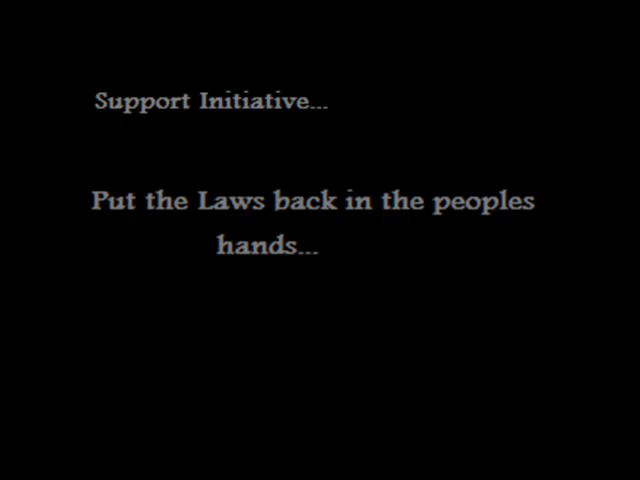 Support Initiative...
Put the Laws back in the peoples
hands...